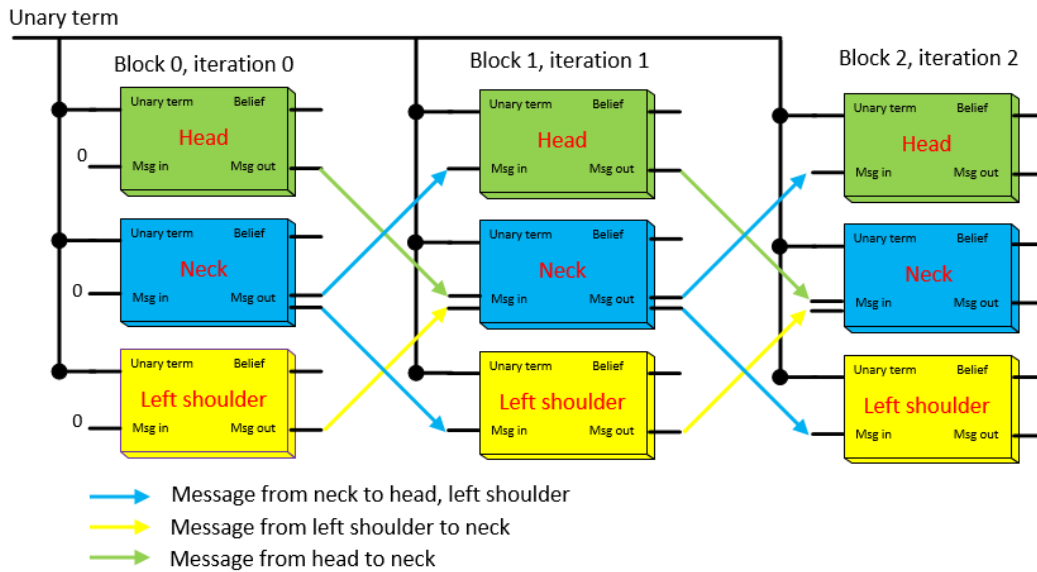 Unary term
Block 0, iteration 0
Block 1, iteration 1
Block 2, iteration 2
Unary term Belief
Head
0
Msg in Msg out
Unary term Belief
Head
Msg in Msg out
Unary term Belief
Head
Msg in Msg out
Unary term Belief
Neck
0
Msg in Msg out
Unary term Belief
Neck
Msg in Msg out
Unary term Belief
Neck
Msg in Msg out
Unary term Belief
Left shoulder
0
Msg in Msg out
Unary term Belief
Left shoulder
Msg in Msg out
Unary term Belief
Left shoulder
Msg in Msg out
Message from neck to head, left shoulder
Message from left shoulder to neck
Message from head to neck